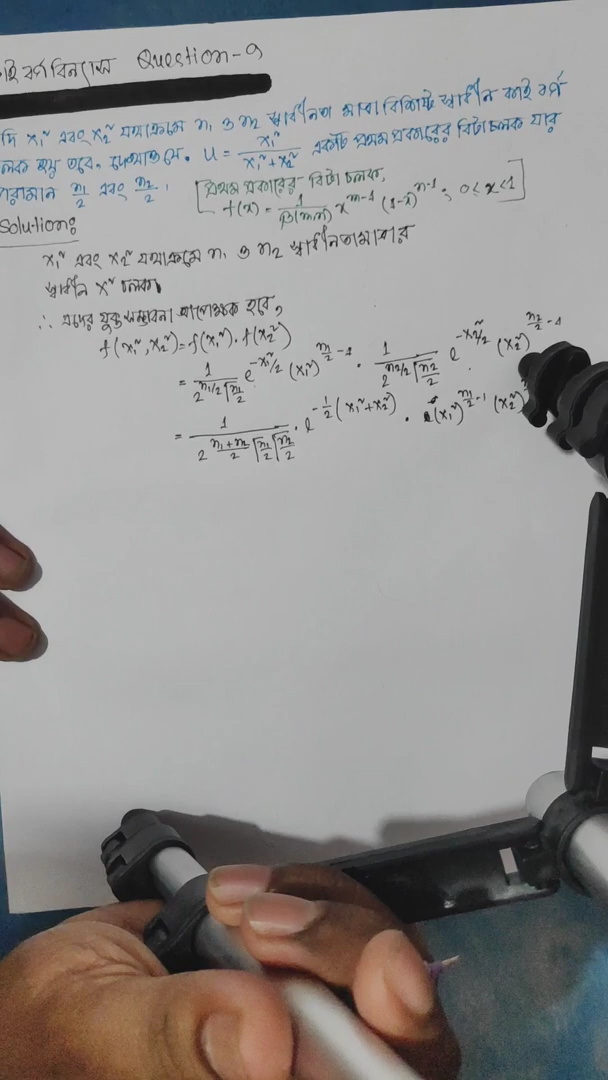 কাই বর্গ বিন্যাস Question-9
যদি x₁² এবং x₂² যথাক্রমে n₁ ও n₂ স্বাধীনতা মাত্রা বিশিষ্ট স্বাধীন কাই বর্গ
চলক হয় তবে, দেখাও যে, U = x₁²/(x₁²+x₂²) একটি প্রথম প্রকারের বিটা চলক যার
পরামান n₁/2 এবং n₂/2 ।
[প্রথম প্রকারের বিটা চলক,
f(x) = 1/β(m,n) x^(m-1) (1-x)^(n-1) ; 0<x<1]
Solution:
x₁² এবং x₂² যথাক্রমে n₁ ও n₂ স্বাধীনতামাত্রার
স্বাধীন x² চলক।
∴ এদের যুক্ত সম্ভাবনা অপেক্ষক হবে,
f(x₁², x₂²) = f(x₁²) · f(x₂²)
= 1/(2^(n₁/2) Γ(n₁/2)) e^(-x₁²/2) (x₁²)^(n₁/2 -1) · 1/(2^(n₂/2) Γ(n₂/2)) e^(-x₂²/2) · (x₂²)^(n₂/2 -1)
= 1/(2^((n₁+n₂)/2) Γ(n₁/2) Γ(n₂/2)) · e^(-1/2 (x₁²+x₂²)) · (x₁²)^(n₁/2 -1) (x₂²)